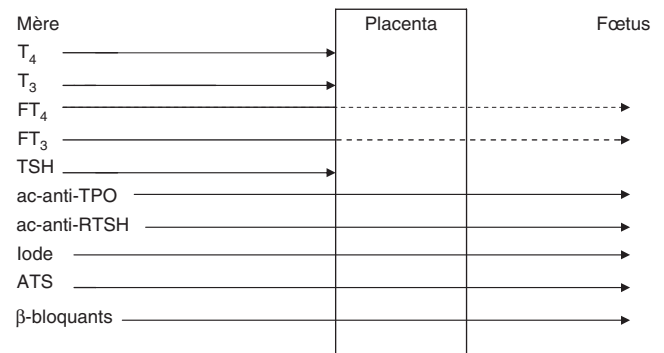 Mère Placenta Fœtus
T4
T3
FT4
FT3
TSH
ac-anti-TPO
ac-anti-RTSH
Iode
ATS
β-bloquants